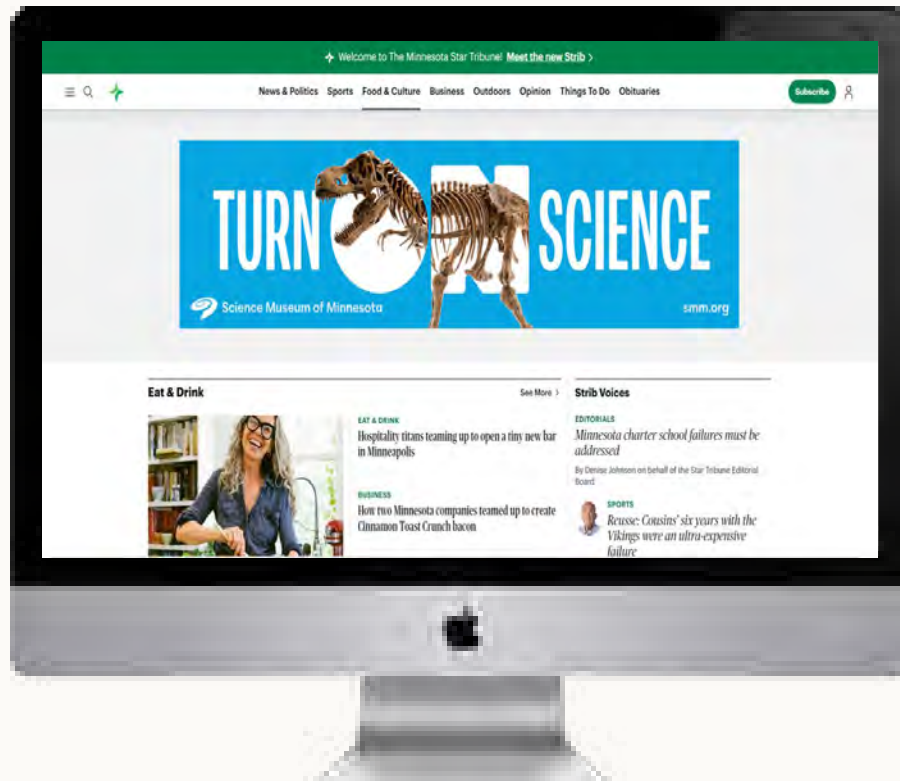 Welcome to The Minnesota Star Tribune! Meet the new Strib >
News & Politics Sports Food & Culture Business Outdoors Opinion Things To Do Obituaries
Subscribe
TURN ON SCIENCE
Science Museum of Minnesota
smm.org
Eat & Drink
See More >
EAT & DRINK
Hospitality titans teaming up to open a tiny new bar
in Minneapolis
BUSINESS
How two Minnesota companies teamed up to create
Cinnamon Toast Crunch bacon
Strib Voices
EDITORIALS
Minnesota charter school failures must be
addressed
By Denise Johnson on behalf of the Star Tribune Editorial
Board
SPORTS
Reusse: Cousins' six years with the
Vikings were an ultra-expensive
failure